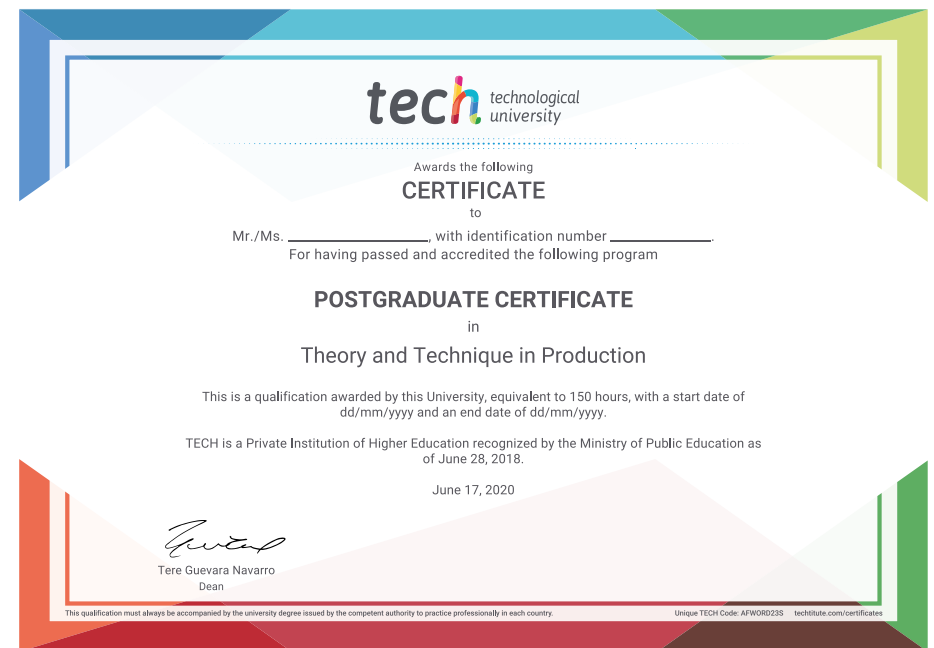 tech technological
university
Awards the following
CERTIFICATE
to
Mr./Ms. ____________, with identification number ____________.
For having passed and accredited the following program
POSTGRADUATE CERTIFICATE
in
Theory and Technique in Production
This is a qualification awarded by this University, equivalent to 150 hours, with a start date of
dd/mm/yyyy and an end date of dd/mm/yyyy.
TECH is a Private Institution of Higher Education recognized by the Ministry of Public Education as
of June 28, 2018.
June 17, 2020
Tere Guevara Navarro
Dean
This qualification must always be accompanied by the university degree issued by the competent authority to practice professionally in each country. Unique TECH Code: AFWORD23S techtitute.com/certificates